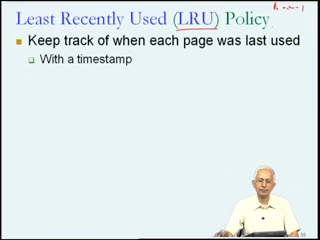 Least Recently Used (LRU) Policy
Keep track of when each page was last used
With a timestamp